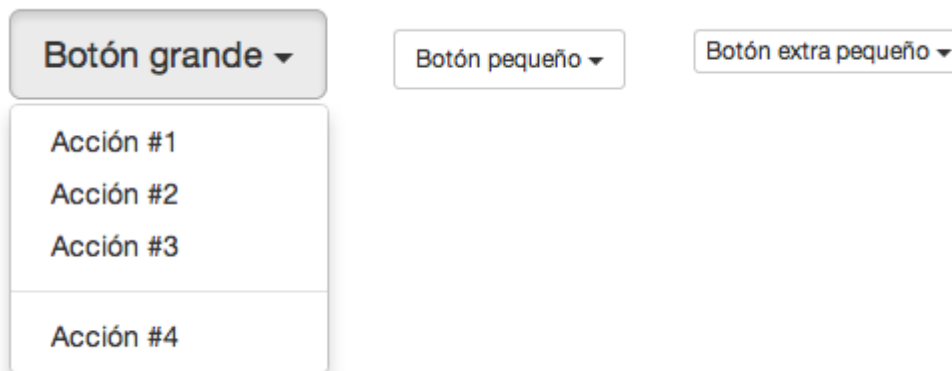 Botón grande
Botón pequeño
Botón extra pequeño
Acción #1
Acción #2
Acción #3
Acción #4